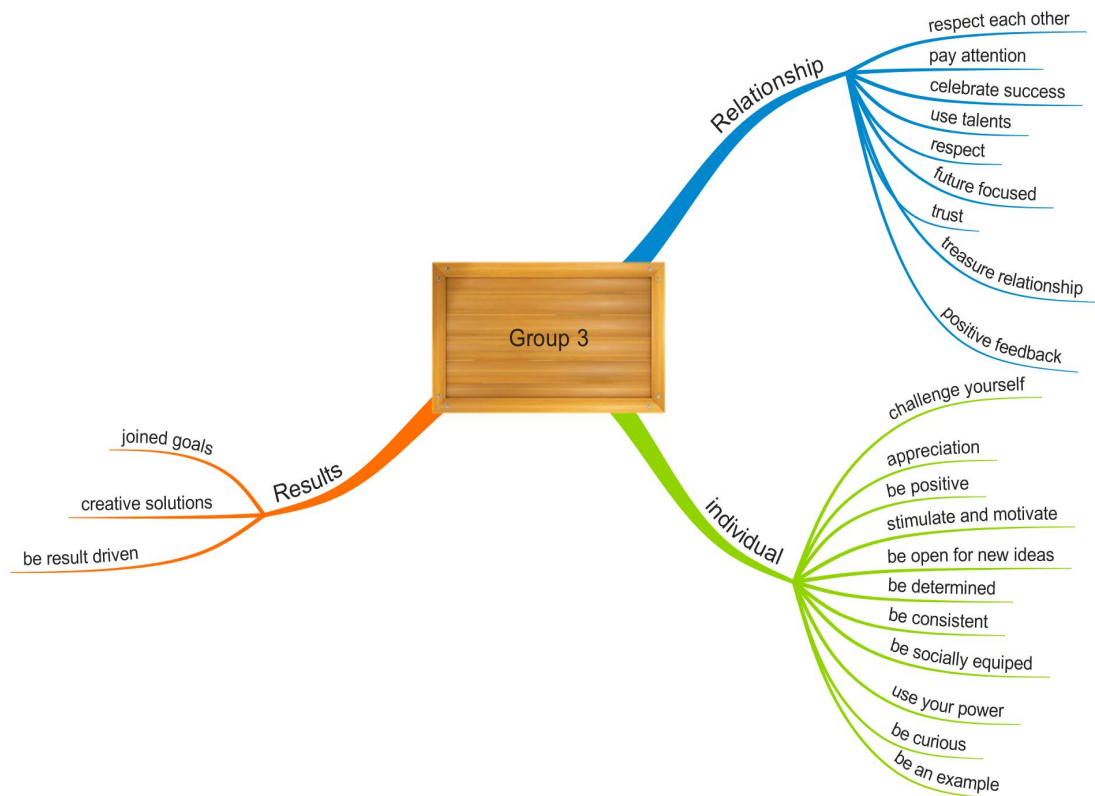 Group 3
Relationship
respect each other
pay attention
celebrate success
use talents
respect
future focused
trust
treasure relationship
positive feedback
individual
challenge yourself
appreciation
be positive
stimulate and motivate
be open for new ideas
be determined
be consistent
be socially equiped
use your power
be curious
be an example
Results
joined goals
creative solutions
be result driven